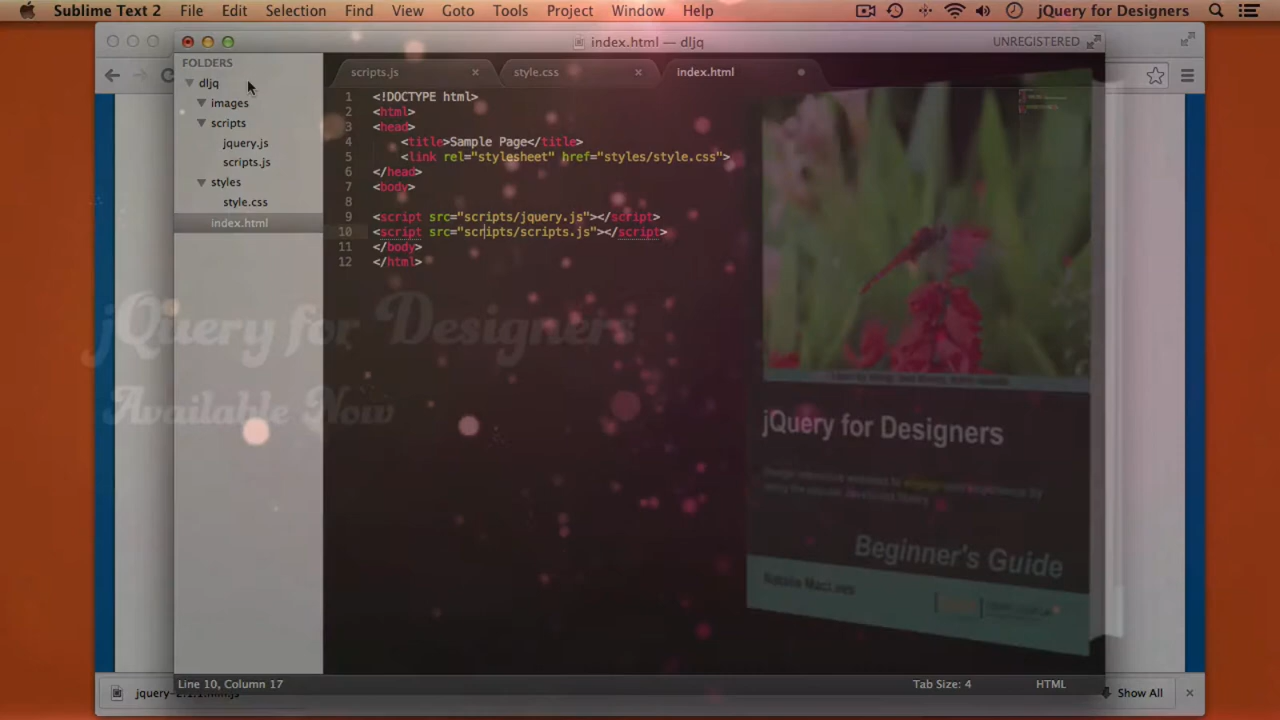 Sublime Text 2 File Edit Selection Find View Goto Tools Project Window Help jQuery for Designers
index.html — dljq UNREGISTERED
FOLDERS
dljq
images
scripts
jquery.js
scripts.js
styles
style.css
index.html
scripts.js style.css index.html
1 <!DOCTYPE html>
2 <html>
3 <head>
4 <title>Sample Page</title>
5 <link rel="stylesheet" href="styles/style.css">
6 </head>
7 <body>
8
9 <script src="scripts/jquery.js"></script>
10 <script src="scripts/scripts.js"></script>
11 </body>
12 </html>
jQuery for Designers
Available Now
jQuery for Designers
Beginner's Guide
Natalie MacLees
Line 10, Column 17 Tab Size: 4 HTML
Show All